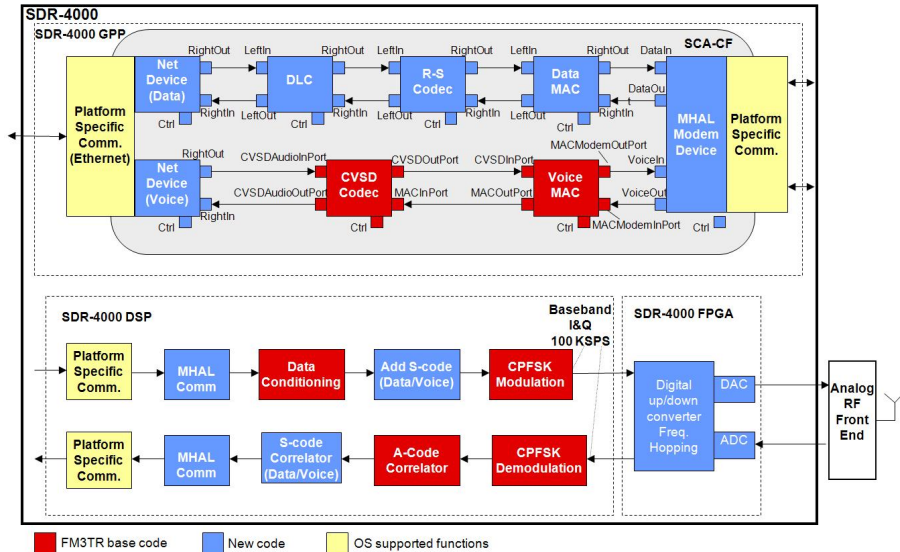 SDR-4000
SDR-4000 GPP
SCA-CF
RightOut
LeftIn
RightOut
LeftIn
RightOut
LeftIn
RightOut
DataIn
Net
Device
(Data)
DLC
R-S
Codec
Data
MAC
DataOu
t
RightIn
LeftOut
RightIn
LeftOut
RightIn
LeftOut
RightIn
Ctrl
Ctrl
Ctrl
Ctrl
Platform
Specific
Comm.
(Ethernet)
MHAL
Modem
Device
Platform
Specific
Comm.
RightOut
CVSDAudioInPort
CVSDOutPort
CVSDInPort
MACModemOutPort
VoiceIn
Net
Device
(Voice)
CVSD
Codec
Voice
MAC
CVSDAudioOutPort
MACInPort
MACOutPort
VoiceOut
RightIn
MACModemInPort
Ctrl
Ctrl
Ctrl
Ctrl
SDR-4000 DSP
Baseband
I&Q
100 KSPS
SDR-4000 FPGA
Platform
Specific
Comm.
MHAL
Comm
Data
Conditioning
Add S-code
(Data/Voice)
CPFSK
Modulation
Digital
up/down
converter
Freq.
Hopping
DAC
ADC
Analog
RF
Front
End
Platform
Specific
Comm.
MHAL
Comm
S-code
Correlator
(Data/Voice)
A-Code
Correlator
CPFSK
Demodulation
FM3TR base code
New code
OS supported functions